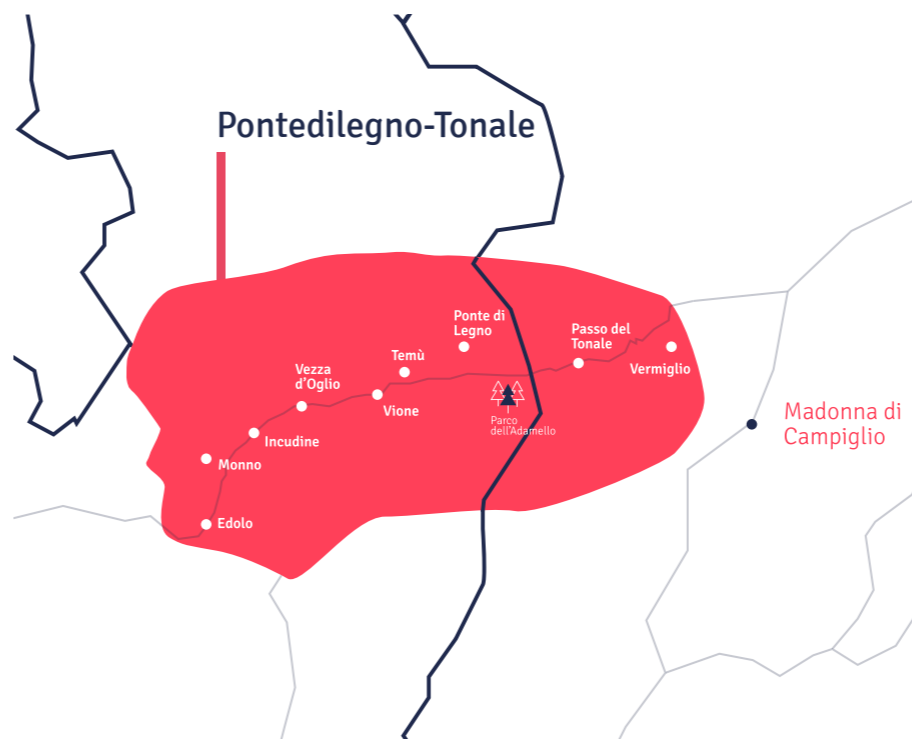 Pontedilegno-Tonale
Ponte di
Legno
Passo del
Tonale
Temù
Vezza
d'Oglio
Vermiglio
Vione
Madonna di
Campiglio
Parco
dell'Adamello
Incudine
Monno
Edolo